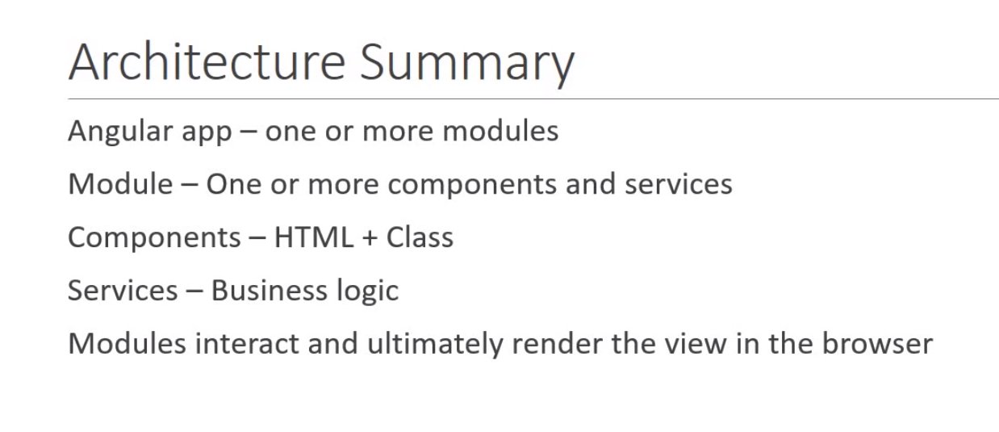 Architecture Summary
Angular app – one or more modules
Module – One or more components and services
Components – HTML + Class
Services – Business logic
Modules interact and ultimately render the view in the browser